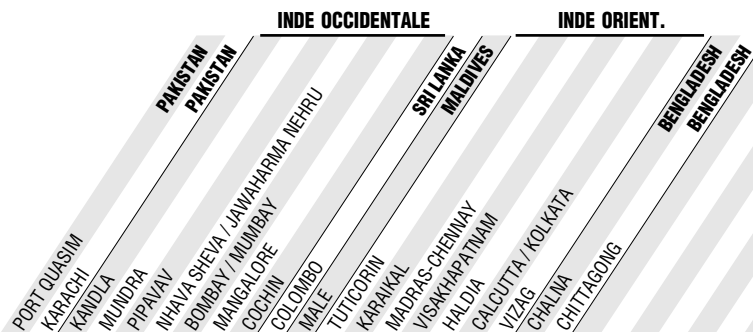 INDE OCCIDENTALE
INDE ORIENT.
PAKISTAN
PAKISTAN
SRI LANKA
MALDIVES
BENGLADESH
BENGLADESH
PORT QUASIM
KARACHI
KANDLA
MUNDRA
PIPAVAV
NHAVA SHEVA / JAWAHARMA NEHRU
BOMBAY / MUMBAY
MANGALORE
COCHIN
COLOMBO
MALE
TUTICORIN
KARAIKAL
MADRAS-CHENNAY
VISAKHAPATNAM
HALDIA
CALCUTTA / KOLKATA
VIZAG
CHALNA
CHITTAGONG